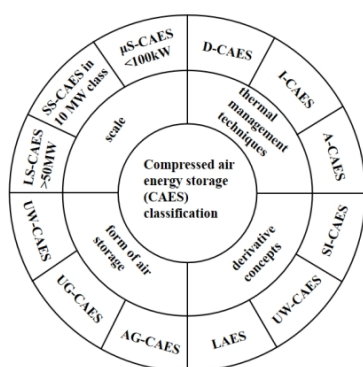 Compressed air
energy storage
(CAES)
classification
thermal
management
techniques
derivative
concepts
form of air
storage
scale
D-CAES
I-CAES
A-CAES
SI-CAES
UW-CAES
LAES
AG-CAES
UG-CAES
UW-CAES
LS-CAES
>50MW
SS-CAES in
10 MW class
µS-CAES
<100kW